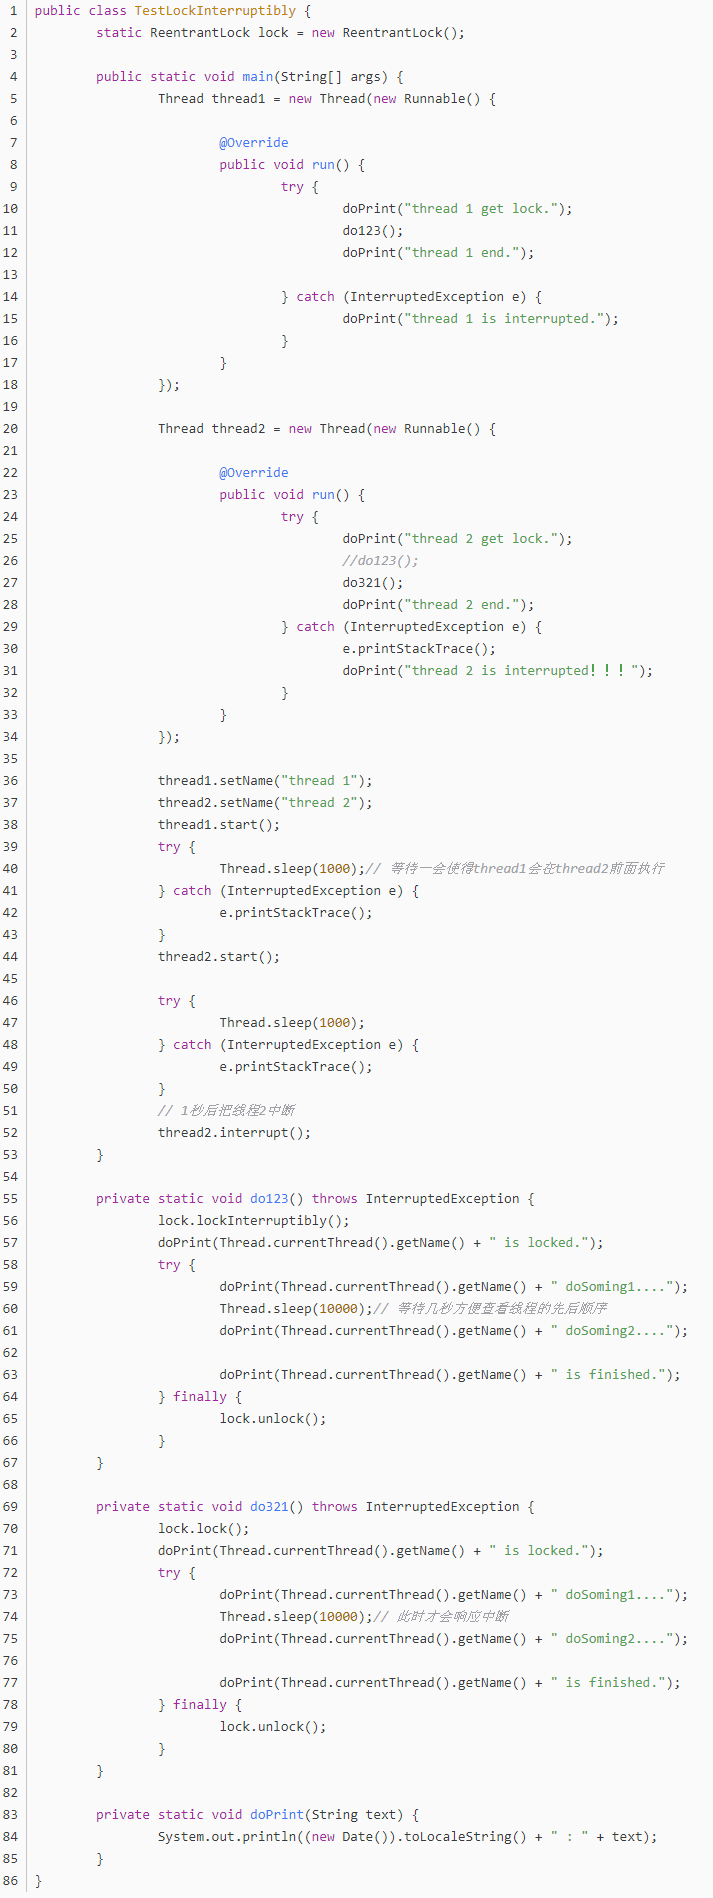 1 public class TestLockInterruptibly {
2 static ReentrantLock lock = new ReentrantLock();
3
4 public static void main(String[] args) {
5 Thread thread1 = new Thread(new Runnable() {
6
7 @Override
8 public void run() {
9 try {
10 doPrint("thread 1 get lock.");
11 do123();
12 doPrint("thread 1 end.");
13
14 } catch (InterruptedException e) {
15 doPrint("thread 1 is interrupted.");
16 }
17 }
18 });
19
20 Thread thread2 = new Thread(new Runnable() {
21
22 @Override
23 public void run() {
24 try {
25 doPrint("thread 2 get lock.");
26 //do123();
27 do321();
28 doPrint("thread 2 end.");
29 } catch (InterruptedException e) {
30 e.printStackTrace();
31 doPrint("thread 2 is interrupted！！！");
32 }
33 }
34 });
35
36 thread1.setName("thread 1");
37 thread2.setName("thread 2");
38 thread1.start();
39 try {
40 Thread.sleep(1000);// 等待一会使得thread1会在thread2前面执行
41 } catch (InterruptedException e) {
42 e.printStackTrace();
43 }
44 thread2.start();
45
46 try {
47 Thread.sleep(1000);
48 } catch (InterruptedException e) {
49 e.printStackTrace();
50 }
51 // 1秒后把线程2中断
52 thread2.interrupt();
53 }
54
55 private static void do123() throws InterruptedException {
56 lock.lockInterruptibly();
57 doPrint(Thread.currentThread().getName() + " is locked.");
58 try {
59 doPrint(Thread.currentThread().getName() + " doSoming1....");
60 Thread.sleep(10000);// 等待几秒方便查看线程的先后顺序
61 doPrint(Thread.currentThread().getName() + " doSoming2....");
62
63 doPrint(Thread.currentThread().getName() + " is finished.");
64 } finally {
65 lock.unlock();
66 }
67 }
68
69 private static void do321() throws InterruptedException {
70 lock.lock();
71 doPrint(Thread.currentThread().getName() + " is locked.");
72 try {
73 doPrint(Thread.currentThread().getName() + " doSoming1....");
74 Thread.sleep(10000);// 此时才会响应中断
75 doPrint(Thread.currentThread().getName() + " doSoming2....");
76
77 doPrint(Thread.currentThread().getName() + " is finished.");
78 } finally {
79 lock.unlock();
80 }
81 }
82
83 private static void doPrint(String text) {
84 System.out.println((new Date()).toLocaleString() + " : " + text);
85 }
86 }